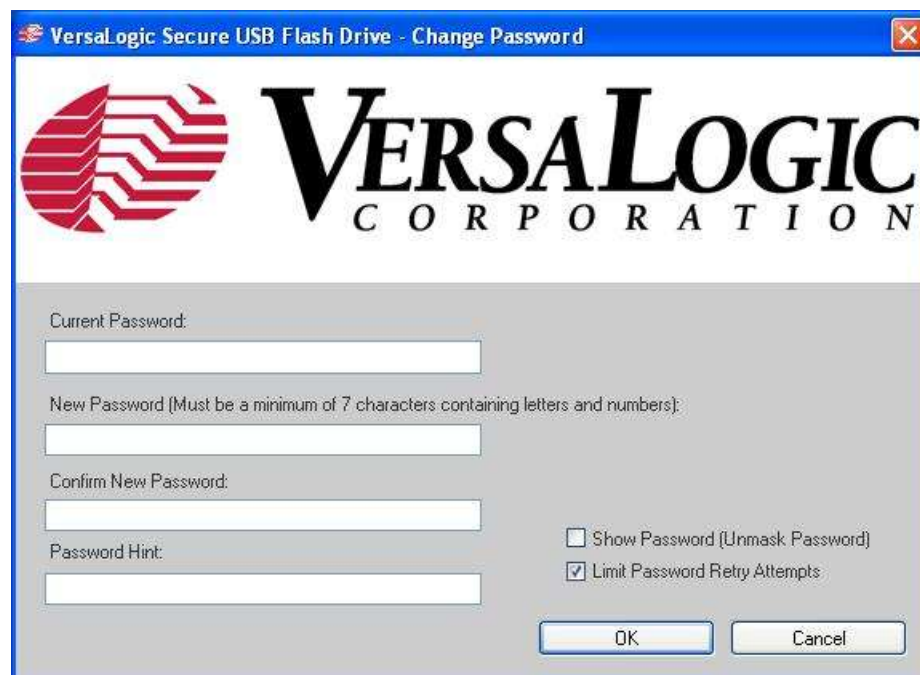 VersaLogic Secure USB Flash Drive - Change Password
VERSALOGIC
CORPORATION
Current Password:
New Password (Must be a minimum of 7 characters containing letters and numbers):
Confirm New Password:
Password Hint:
Show Password (Unmask Password)
Limit Password Retry Attempts
OK
Cancel